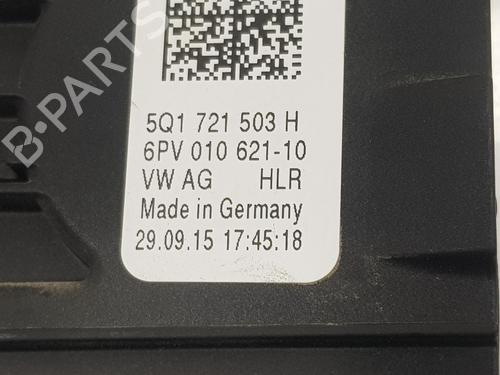 5Q1 721 503 H
6PV 010 621-10
VW AG HLR
Made in Germany
29.09.15 17:45:18